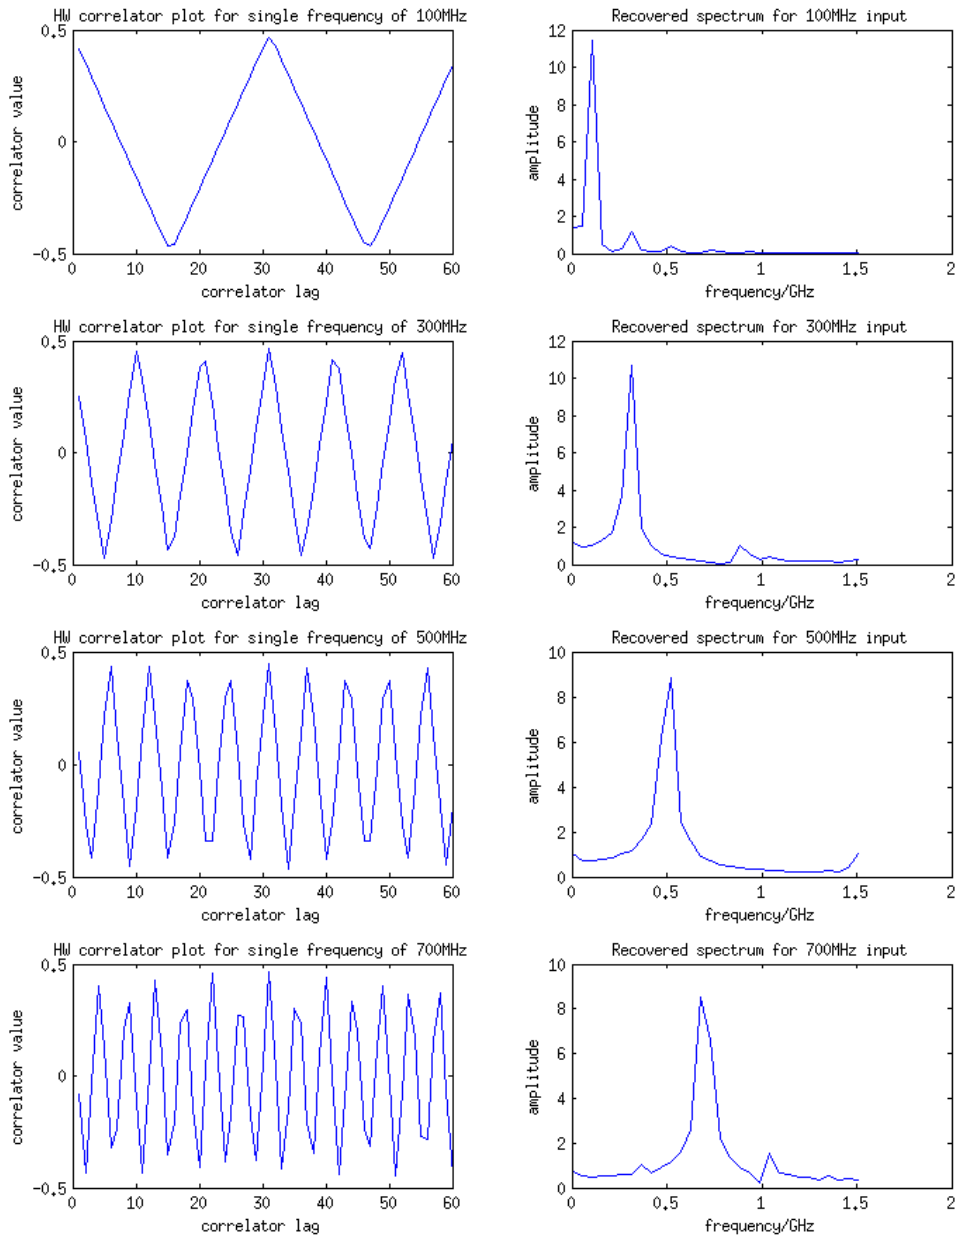 HW correlator plot for single frequency of 100MHz
0.5
0
-0.5
correlator value
0 10 20 30 40 50 60
correlator lag
Recovered spectrum for 100MHz input
12
10
8
6
4
2
0
amplitude
0 0.5 1 1.5 2
frequency/GHz
HW correlator plot for single frequency of 300MHz
0.5
0
-0.5
correlator value
0 10 20 30 40 50 60
correlator lag
Recovered spectrum for 300MHz input
12
10
8
6
4
2
0
amplitude
0 0.5 1 1.5 2
frequency/GHz
HW correlator plot for single frequency of 500MHz
0.5
0
-0.5
correlator value
0 10 20 30 40 50 60
correlator lag
Recovered spectrum for 500MHz input
10
8
6
4
2
0
amplitude
0 0.5 1 1.5 2
frequency/GHz
HW correlator plot for single frequency of 700MHz
0.5
0
-0.5
correlator value
0 10 20 30 40 50 60
correlator lag
Recovered spectrum for 700MHz input
10
8
6
4
2
0
amplitude
0 0.5 1 1.5 2
frequency/GHz